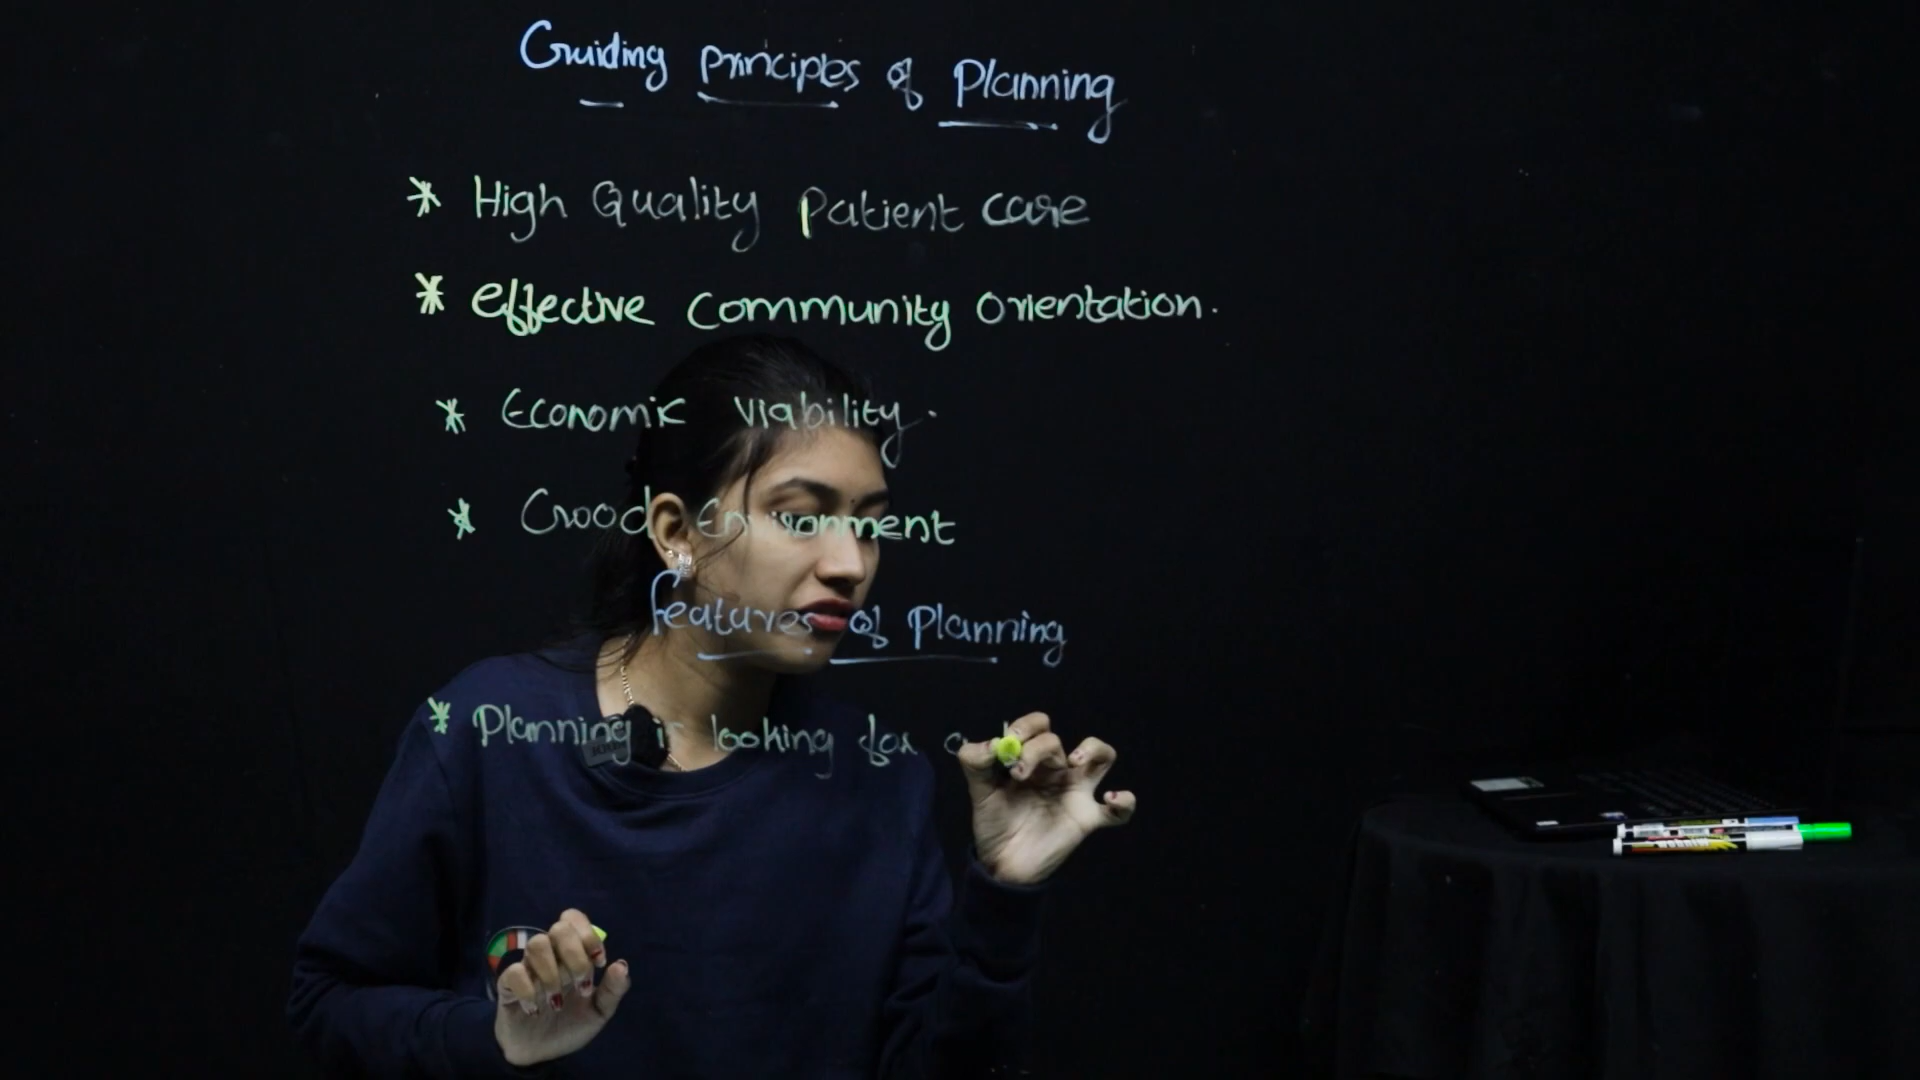 Guiding Principles of Planning
* High Quality Patient care
* Effective Community Orientation.
* Economic Viability.
* Good Environment
features of Planning
* Planning is looking for a